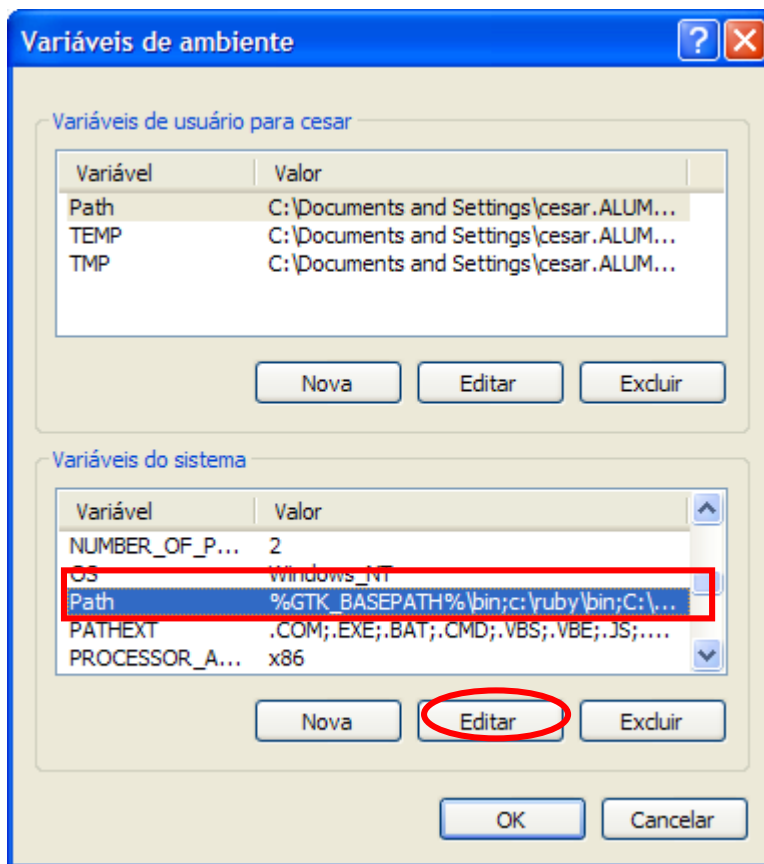 Variáveis de ambiente
Variáveis de usuário para cesar
Variável Valor
Path C:\Documents and Settings\cesar.ALUM...
TEMP C:\Documents and Settings\cesar.ALUM...
TMP C:\Documents and Settings\cesar.ALUM...
Nova Editar Excluir
Variáveis do sistema
Variável Valor
NUMBER_OF_P... 2
OS Windows_NT
Path %GTK_BASEPATH%\bin;c:\ruby\bin;C:\...
PATHEXT .COM;.EXE;.BAT;.CMD;.VBS;.VBE;.JS;....
PROCESSOR_A... x86
Nova Editar Excluir
OK Cancelar